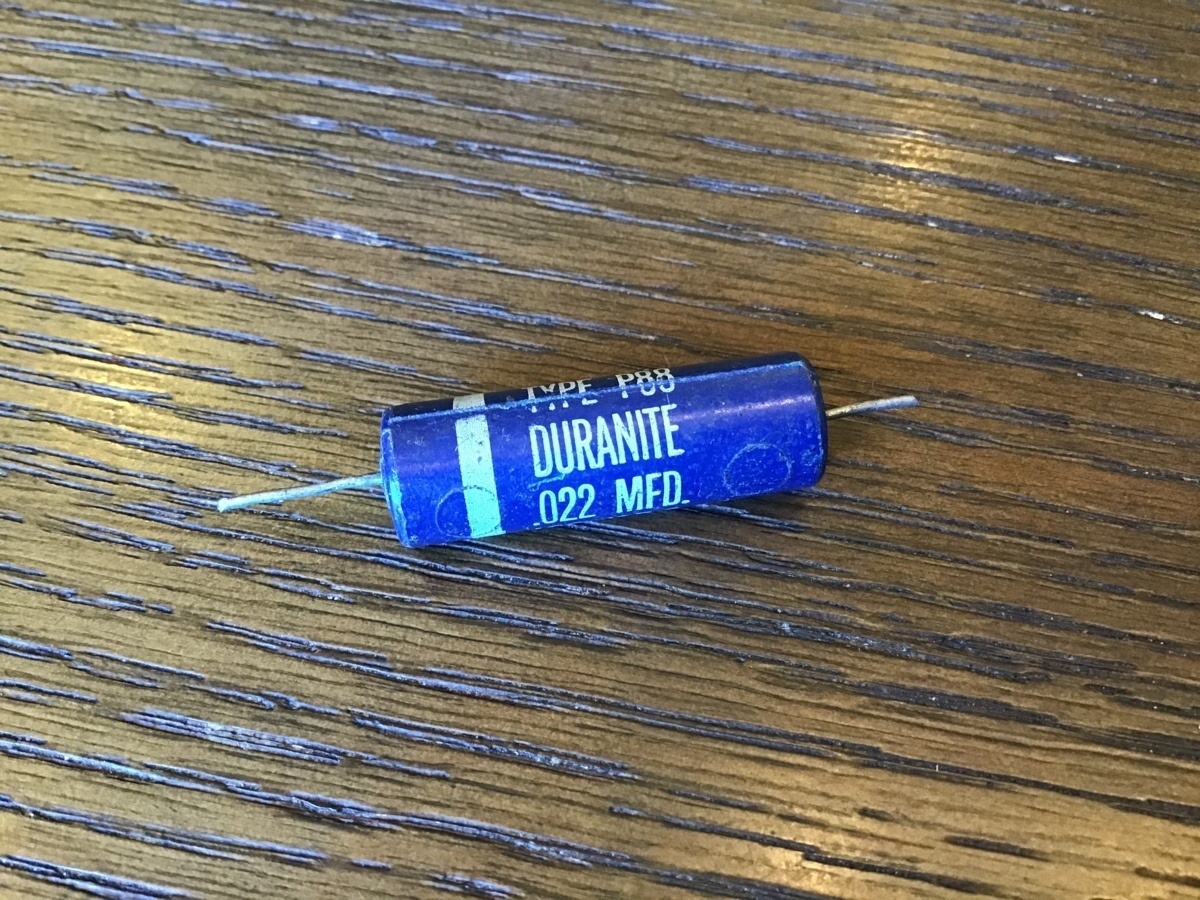 TYPE P88
DURANITE
.022 MFD.